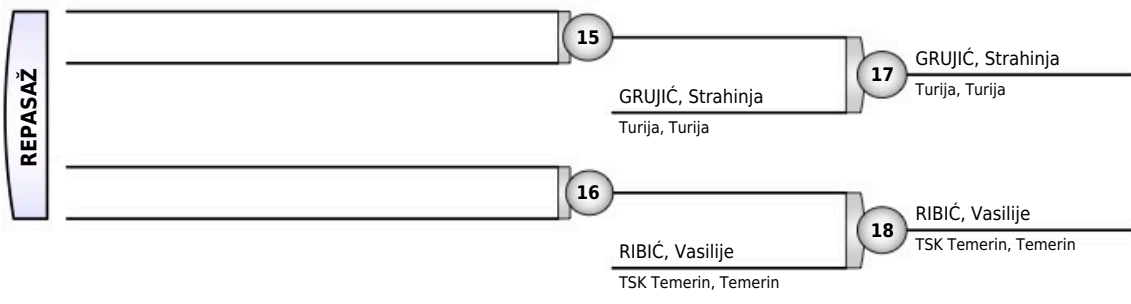 REPASAŽ
15
GRUJIĆ, Strahinja
Turija, Turija
17
GRUJIĆ, Strahinja
Turija, Turija
16
RIBIĆ, Vasilije
TSK Temerin, Temerin
18
RIBIĆ, Vasilije
TSK Temerin, Temerin